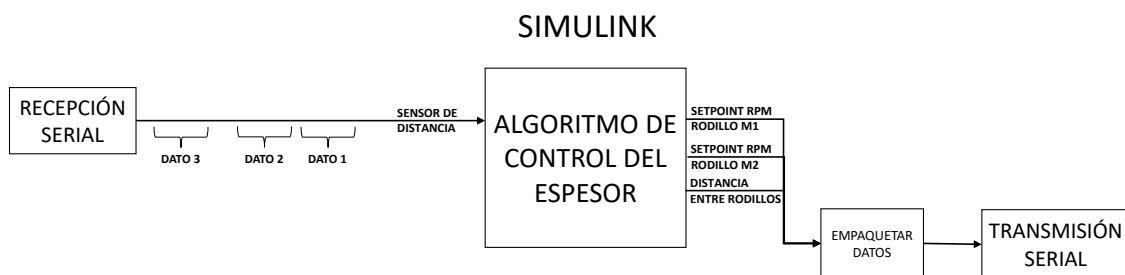 SIMULINK
RECEPCIÓN
SERIAL
DATO 3
DATO 2
DATO 1
SENSOR DE
DISTANCIA
ALGORITMO DE
CONTROL DEL
ESPESOR
SETPOINT RPM
RODILLO M1
SETPOINT RPM
RODILLO M2
DISTANCIA
ENTRE RODILLOS
EMPAQUETAR
DATOS
TRANSMISIÓN
SERIAL